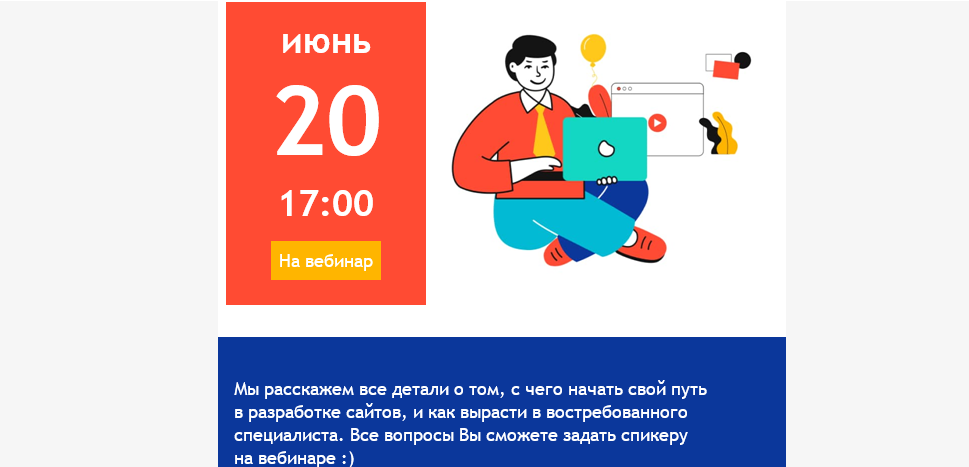 июнь
20
17:00
На вебинар
Мы расскажем все детали о том, с чего начать свой путь
в разработке сайтов, и как вырасти в востребованного
специалиста. Все вопросы Вы сможете задать спикеру
на вебинаре :)